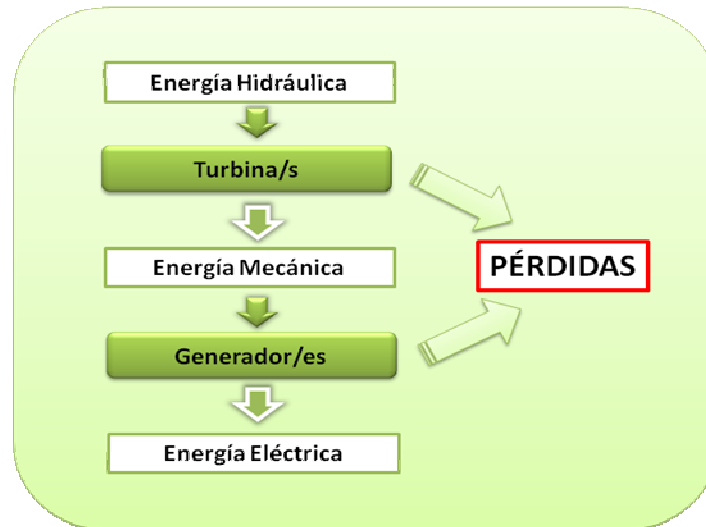 Energía Hidráulica
Turbina/s
Energía Mecánica
PÉRDIDAS
Generador/es
Energía Eléctrica